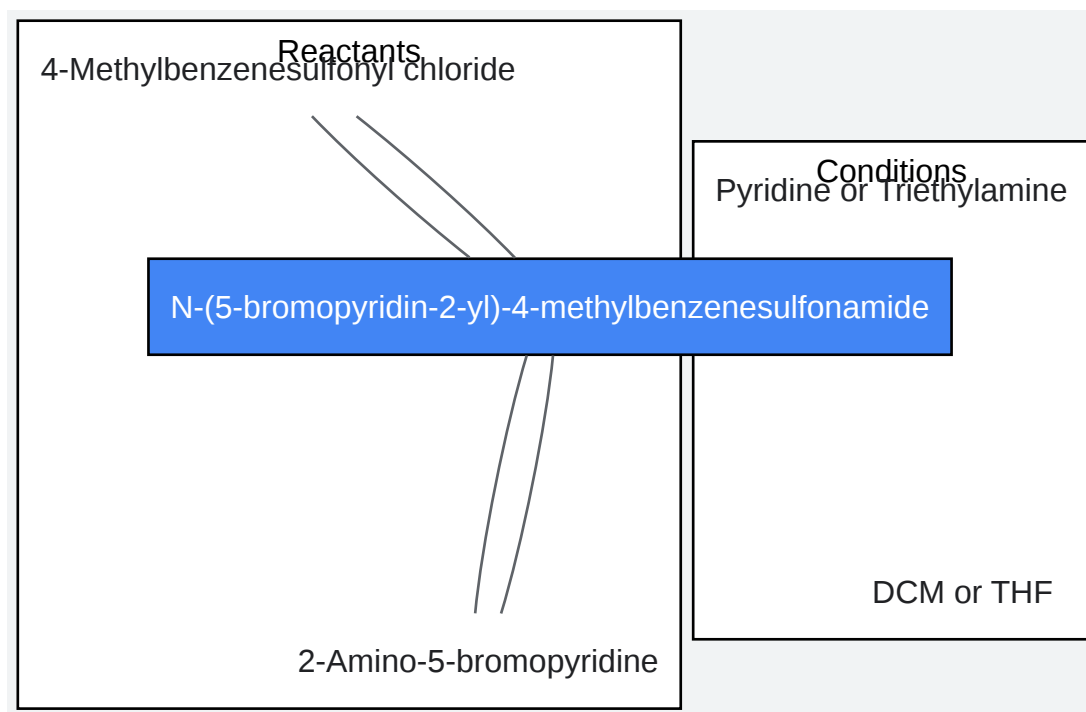 Reactants
4-Methylbenzenesulfonyl chloride
Conditions
Pyridine or Triethylamine
N-(5-bromopyridin-2-yl)-4-methylbenzenesulfonamide
DCM or THF
2-Amino-5-bromopyridine